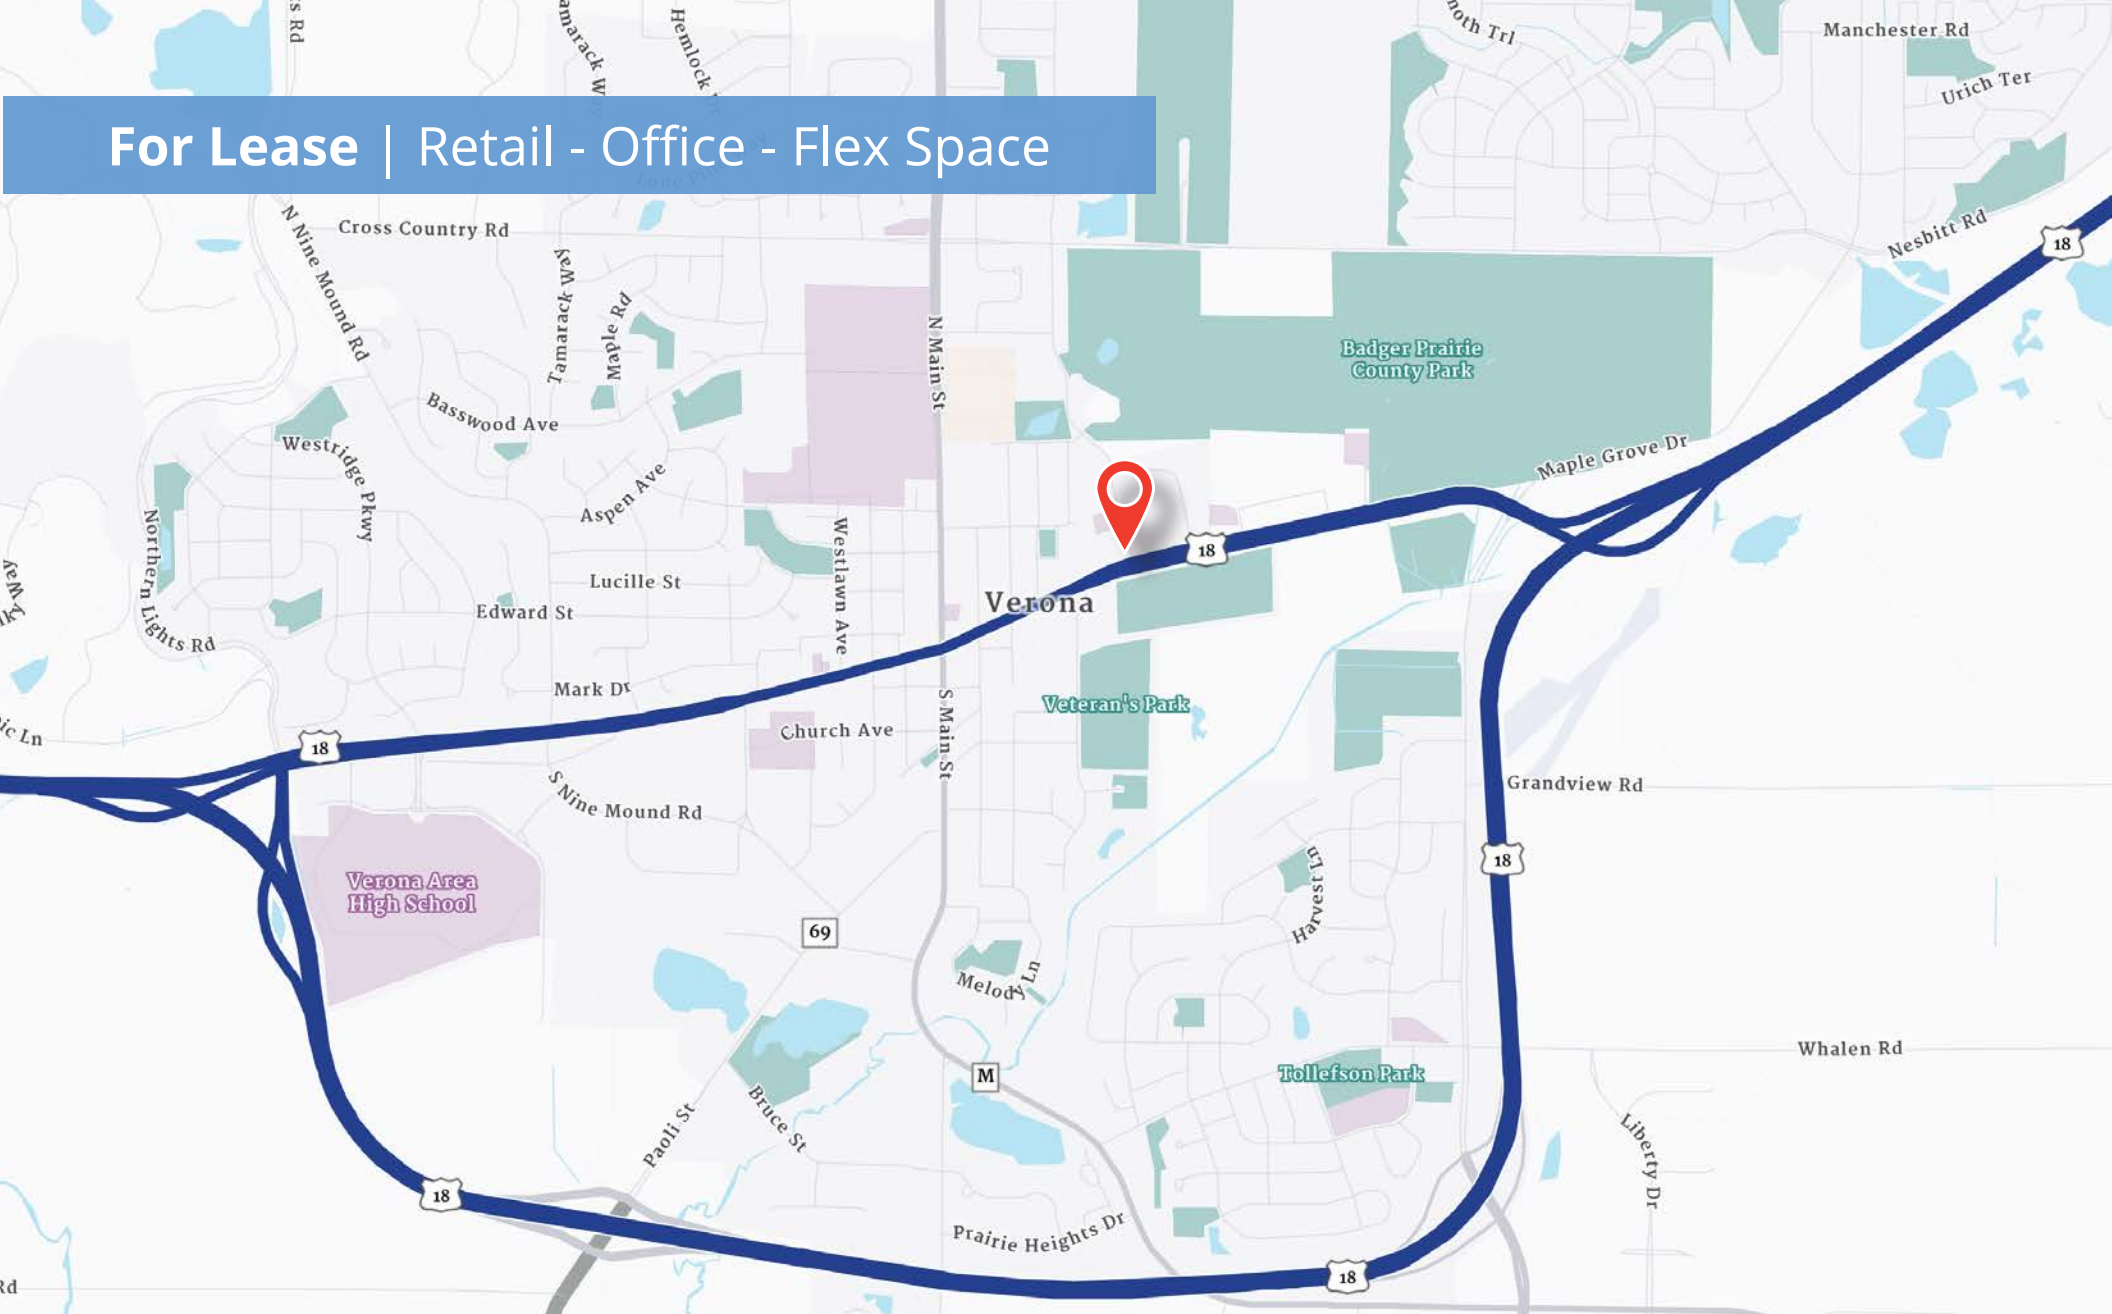 Manchester Rd
Urich Ter
Hemlock
For Lease | Retail - Office - Flex Space
Cross Country Rd
N Nine Mound Rd
Tamarack Way
Maple Rd
Nesbitt Rd
18
N Main St
Badger Prairie
County Park
Basswood Ave
Westridge Pkwy
Aspen Ave
Maple Grove Dr
Northern Lights Rd
Westlawn Ave
18
Lucille St
Edward St
Verona
Way
Mark Dr
Veteran's Park
S Main St
Church Ave
Ln
18
S Nine Mound Rd
Grandview Rd
Verona Area
High School
18
Harvest Ln
69
Melody Ln
Whalen Rd
M
Tollefson Park
Bruce St
Paoli St
Liberty Dr
18
Prairie Heights Dr
18
Rd